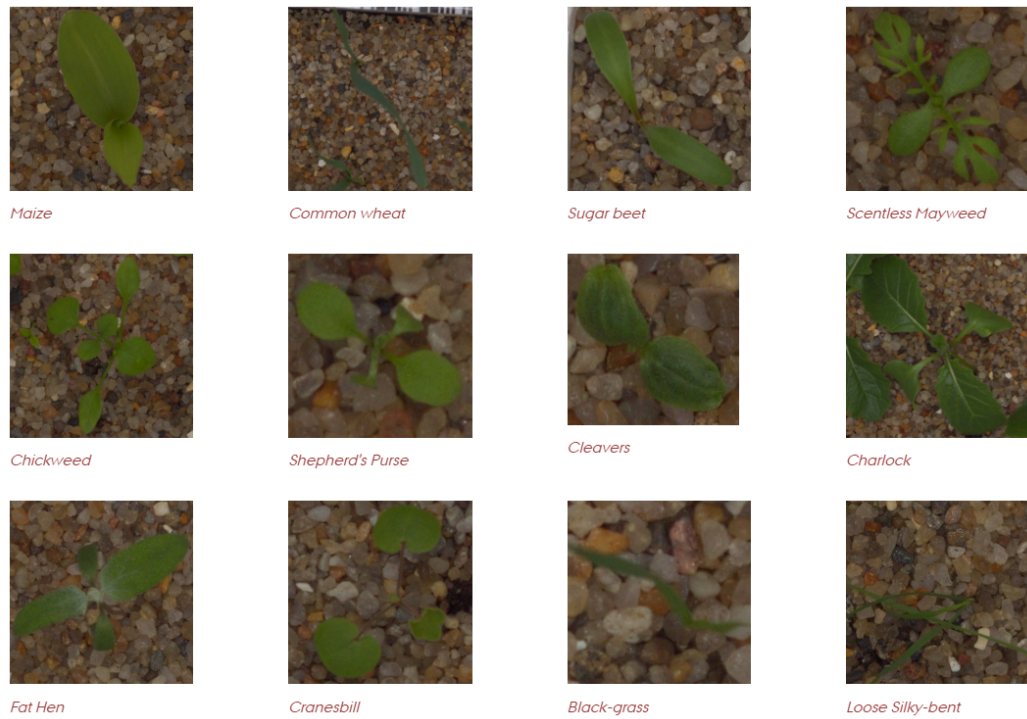 Maize
Common wheat
Sugar beet
Scentless Mayweed
Chickweed
Shepherd's Purse
Cleavers
Charlock
Fat Hen
Cranesbill
Black-grass
Loose Silky-bent